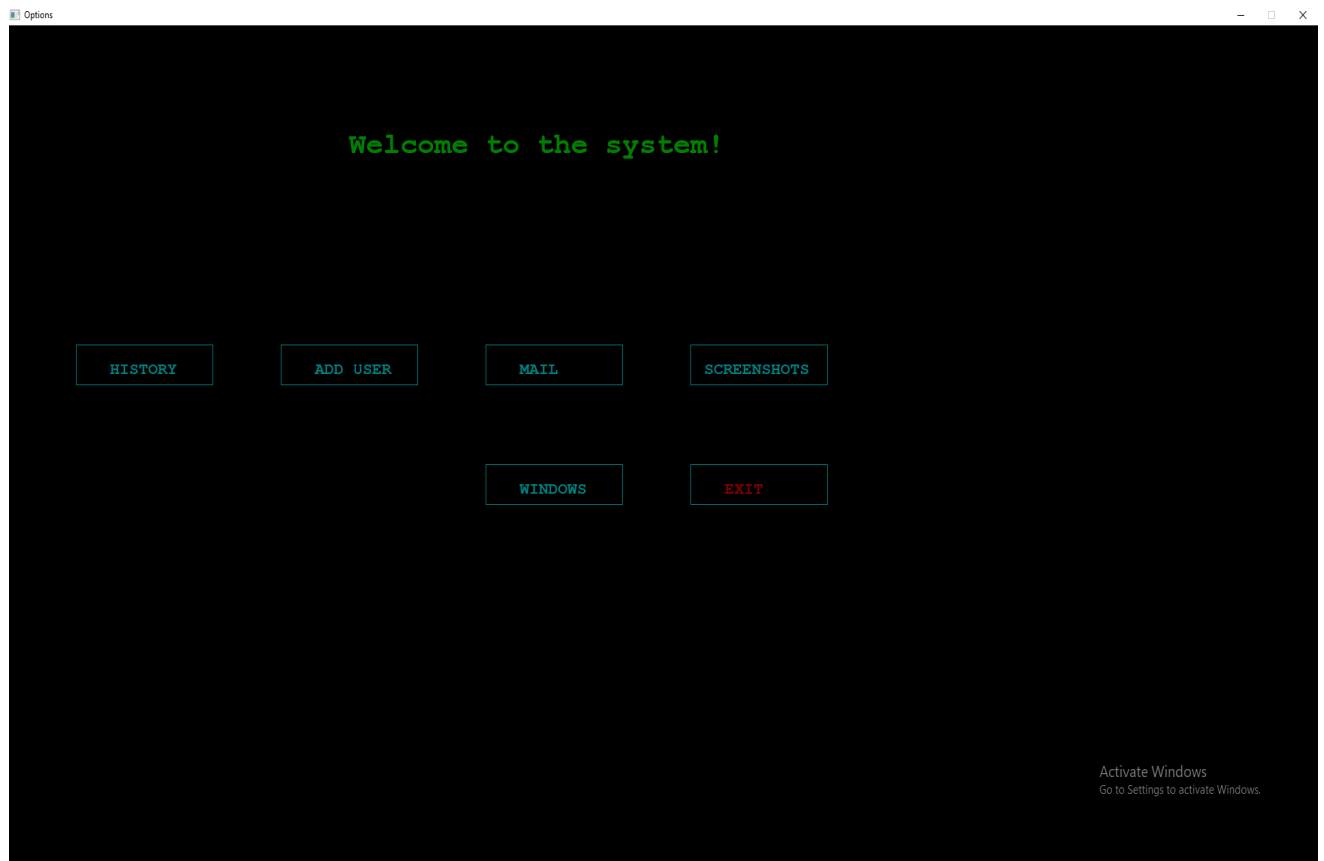 Options
Welcome to the system!
HISTORY
ADD USER
MAIL
SCREENSHOTS
WINDOWS
EXIT
Activate Windows
Go to Settings to activate Windows.